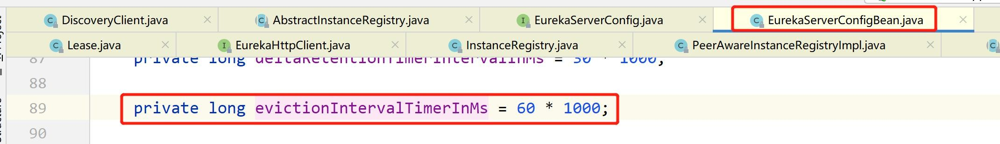 DiscoveryClient.java AbstractInstanceRegistry.java EurekaServerConfig.java EurekaServerConfigBean.java
Lease.java EurekaHttpClient.java InstanceRegistry.java PeerAwareInstanceRegistryImpl.java
87 private long deltaRetentionTimerIntervalInMs = 30 * 1000;
88
89 private long evictionIntervalTimerInMs = 60 * 1000;
90